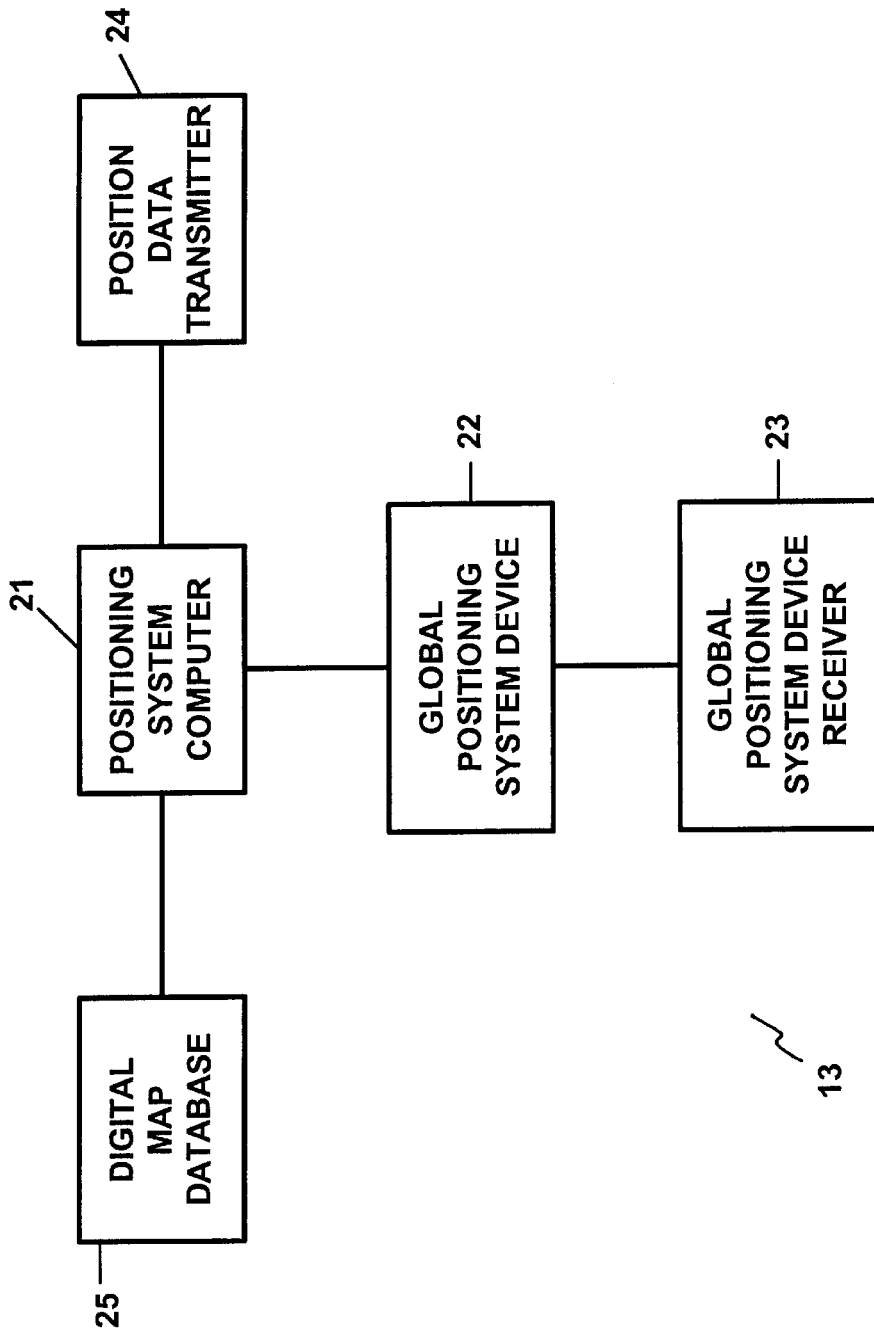 21
24
25
DIGITAL
MAP
DATABASE
POSITIONING
SYSTEM
COMPUTER
POSITION
DATA
TRANSMITTER
22
GLOBAL
POSITIONING
SYSTEM DEVICE
23
GLOBAL
POSITIONING
SYSTEM DEVICE
RECEIVER
13